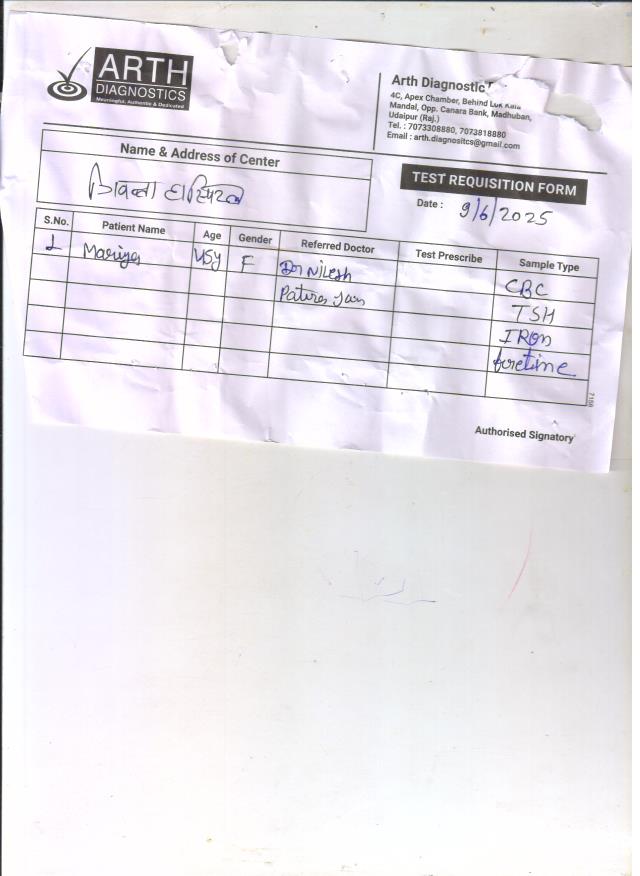 ARTH
DIAGNOSTICS
Meaningful, Authentic & Dedicated
Arth Diagnostic
4C, Apex Chamber, Behind Lok Kala
Mandal, Opp. Canara Bank, Madhuban,
Udaipur (Raj.)
Tel. : 7073308880, 7073818880
Email : arth.diagnositcs@gmail.com
Name & Address of Center
हॉस्पिटल
TEST REQUISITION FORM
Date : 9/6/2025
S.No. Patient Name Age Gender Referred Doctor Test Prescribe Sample Type
1 Mariya F Dr Nilesh CBC
TSH
IRON
Authorised Signatory
7156